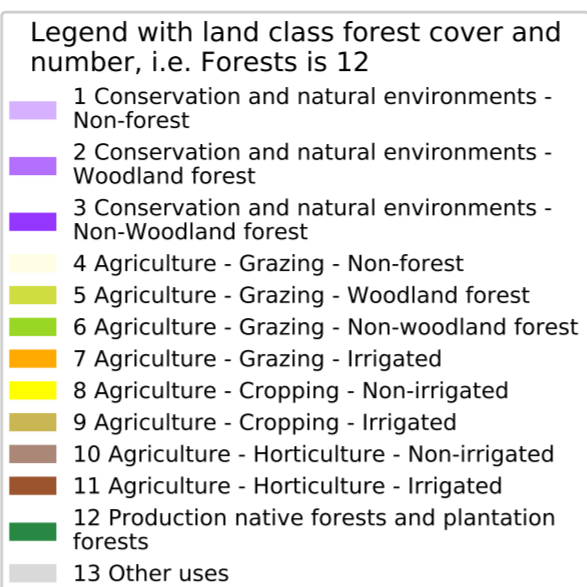 Legend with land class forest cover and
number, i.e. Forests is 12
1 Conservation and natural environments -
Non-forest
2 Conservation and natural environments -
Woodland forest
3 Conservation and natural environments -
Non-Woodland forest
4 Agriculture - Grazing - Non-forest
5 Agriculture - Grazing - Woodland forest
6 Agriculture - Grazing - Non-woodland forest
7 Agriculture - Grazing - Irrigated
8 Agriculture - Cropping - Non-irrigated
9 Agriculture - Cropping - Irrigated
10 Agriculture - Horticulture - Non-irrigated
11 Agriculture - Horticulture - Irrigated
12 Production native forests and plantation
forests
13 Other uses